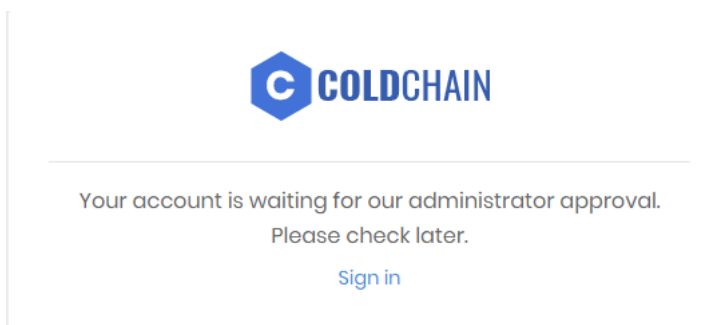 C COLDCHAIN
Your account is waiting for our administrator approval.
Please check later.
Sign in